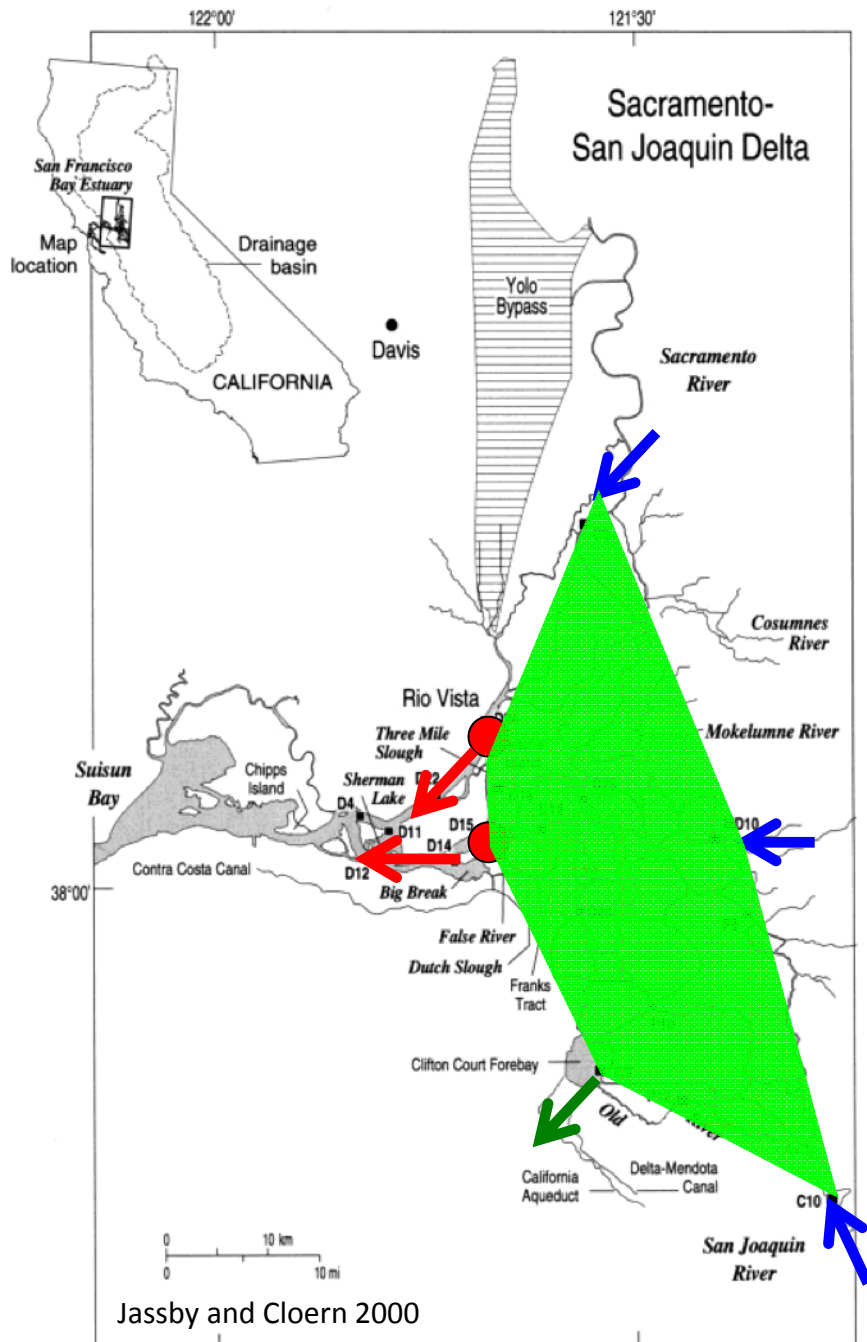 122°00'
121°30'
Sacramento-
San Joaquin Delta
San Francisco
Bay Estuary
Map
location
Drainage
basin
Davis
CALIFORNIA
Yolo
Bypass
Sacramento
River
Cosumnes
River
Rio Vista
Three Mile
Slough
Mokelumne River
Suisun
Bay
Chipps
Island
Sherman
Lake
D4
D11
D15
D14
D10
D12
Contra Costa Canal
38°00'
Big Break
False River
Dutch Slough
Franks
Tract
Clifton Court Forebay
Old
California
Aqueduct
Delta-Mendota
Canal
C10
San Joaquin
River
0 10 km
0 10 mi
Jassby and Cloern 2000